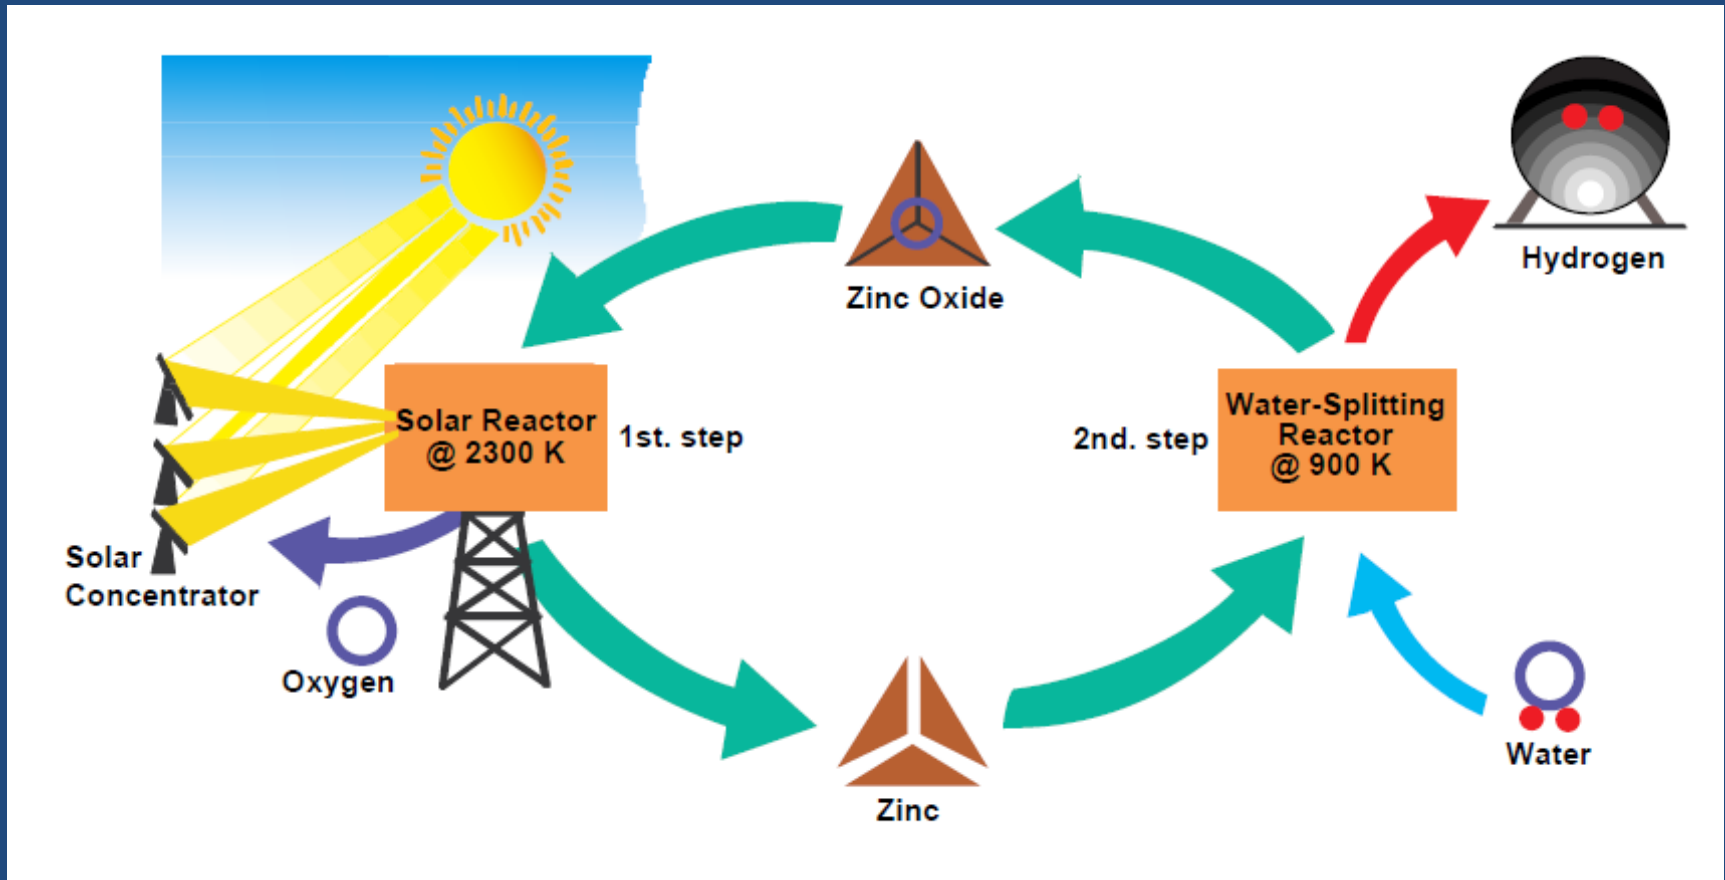 Hydrogen
Zinc Oxide
Solar Reactor
@ 2300 K
1st. step
2nd. step
Water-Splitting
Reactor
@ 900 K
Solar
Concentrator
Oxygen
Zinc
Water